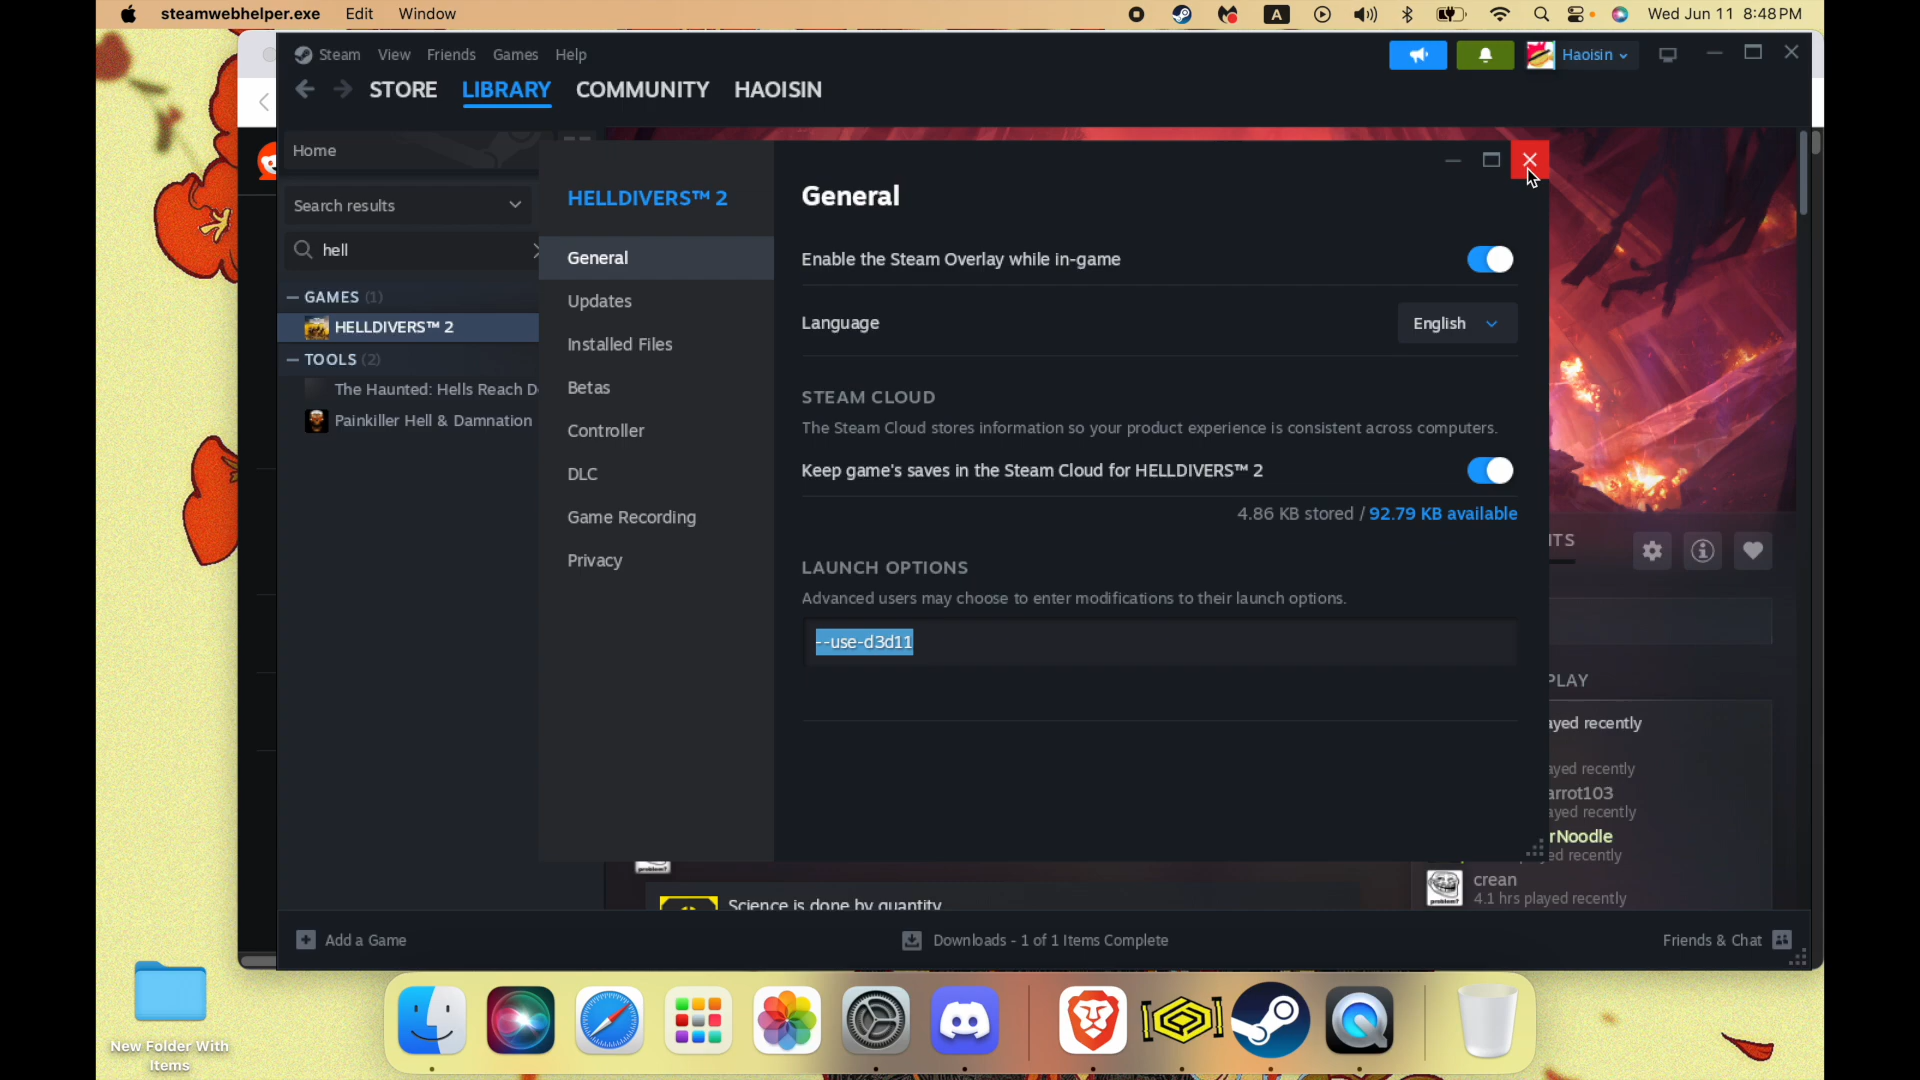 steamwebhelper.exe Edit Window
A
Wed Jun 11 8:48 PM
Steam View Friends Games Help
Haoisin
STORE LIBRARY COMMUNITY HAOISIN
Home
Search results
hell
GAMES (1)
HELLDIVERS™ 2
TOOLS (2)
The Haunted: Hells Reach D
Painkiller Hell & Damnation
HELLDIVERS™ 2
General
Updates
Installed Files
Betas
Controller
DLC
Game Recording
Privacy
General
Enable the Steam Overlay while in-game
Language
English
STEAM CLOUD
The Steam Cloud stores information so your product experience is consistent across computers.
Keep game's saves in the Steam Cloud for HELLDIVERS™ 2
4.86 KB stored / 92.79 KB available
LAUNCH OPTIONS
Advanced users may choose to enter modifications to their launch options.
--use-d3d11
ITS
PLAY
ayed recently
ayed recently
arrot103
ayed recently
rNoodle
ed recently
crean
4.1 hrs played recently
problem?
problem?
Science is done by quantity
Add a Game
Downloads - 1 of 1 Items Complete
Friends & Chat
New Folder With
Items